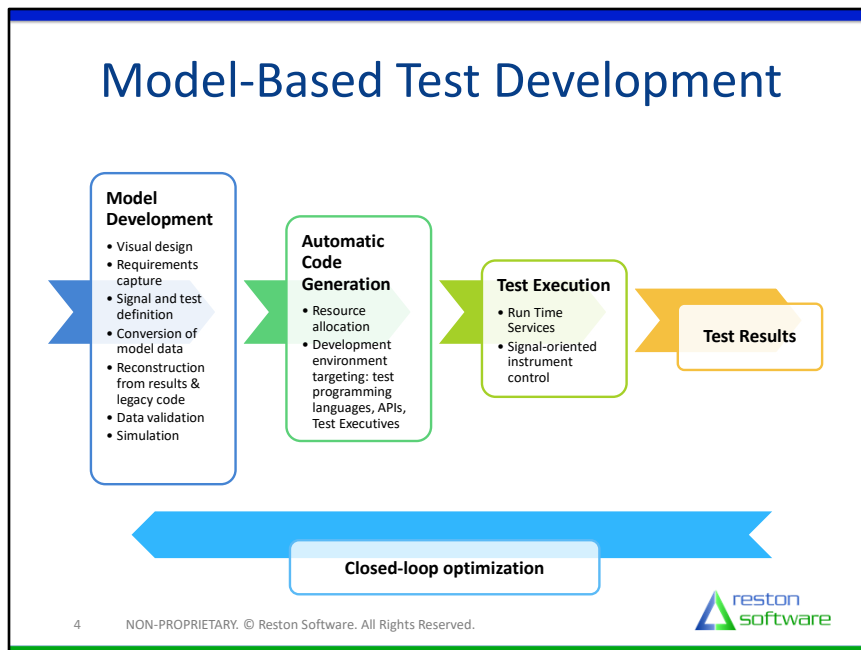 Model-Based Test Development
Model
Development
• Visual design
• Requirements
capture
• Signal and test
definition
• Conversion of
model data
• Reconstruction
from results &
legacy code
• Data validation
• Simulation
Automatic
Code
Generation
• Resource
allocation
• Development
environment
targeting: test
programming
languages, APIs,
Test Executives
Test Execution
• Run Time
Services
• Signal-oriented
instrument
control
Test Results
Closed-loop optimization
4 NON-PROPRIETARY. © Reston Software. All Rights Reserved.
reston
software